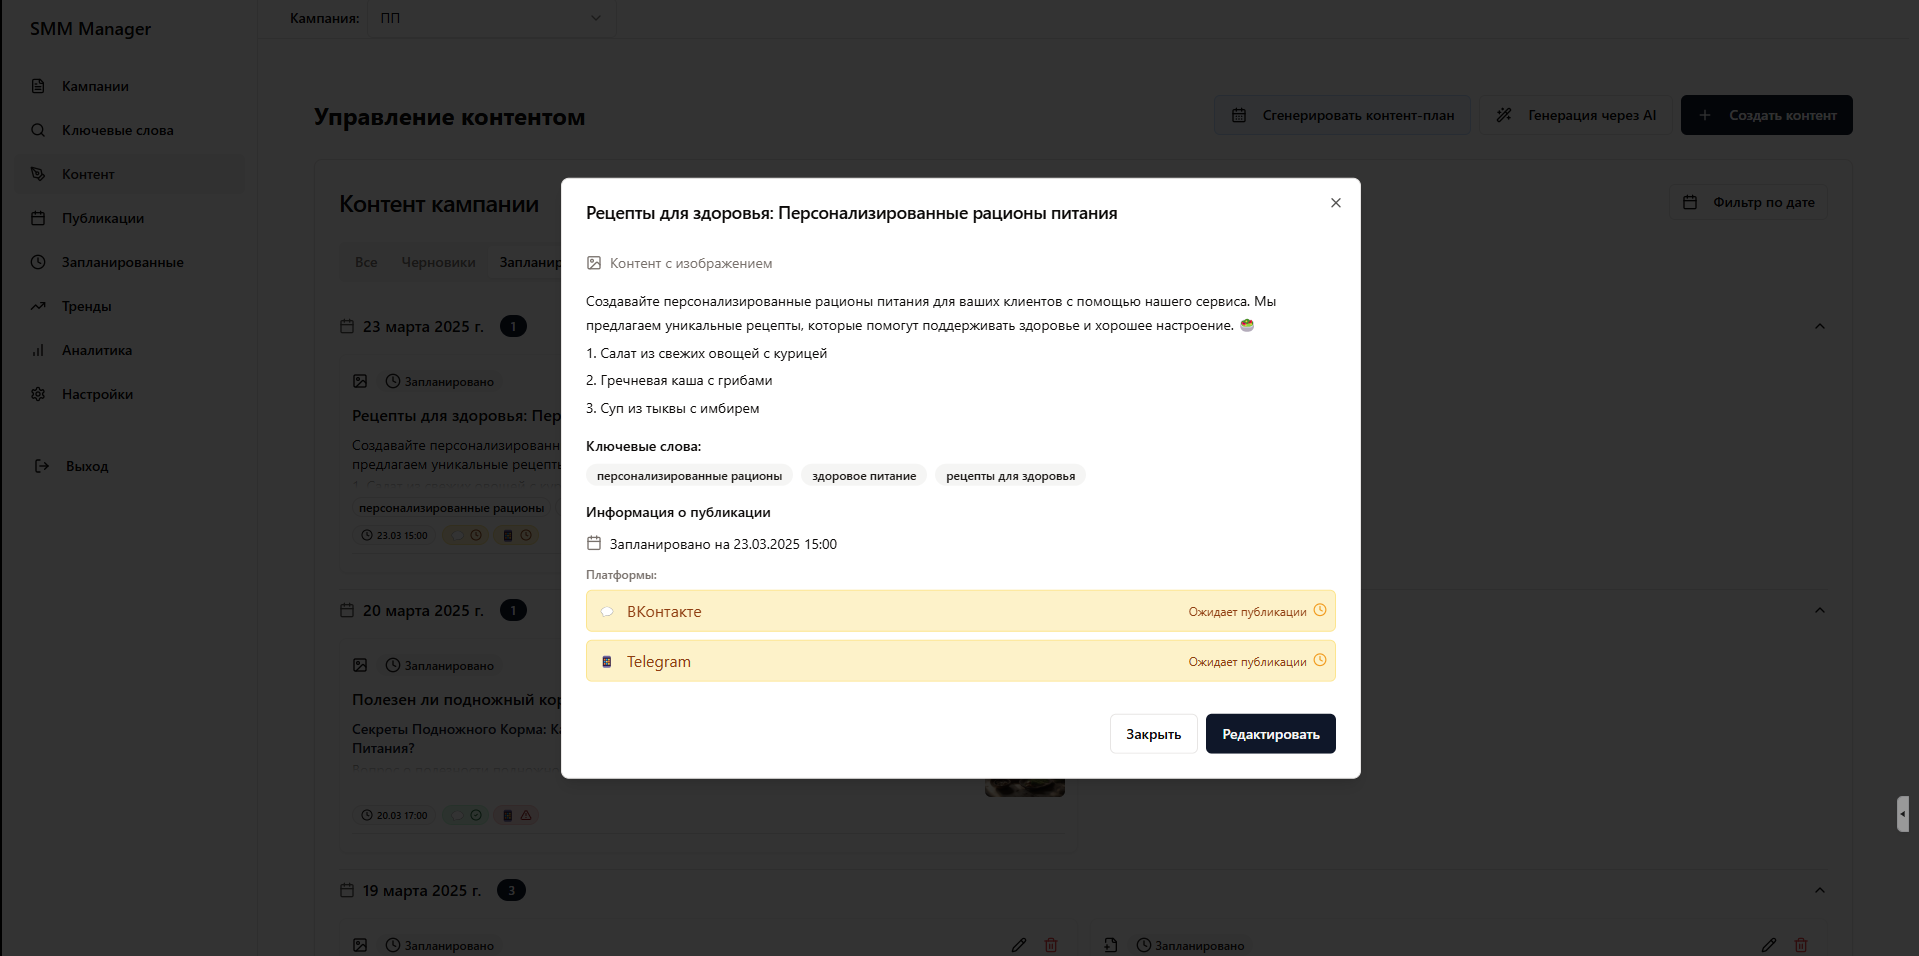 SMM Manager
Кампания: ПП
Кампании
Ключевые слова
Контент
Публикации
Запланированные
Тренды
Аналитика
Настройки
Выход
Управление контентом
Сгенерировать контент-план
Генерация через AI
Создать контент
Контент кампании
Фильтр по дате
Все Черновики Запланир
23 марта 2025 г. 1
Запланировано
Рецепты для здоровья: Пер
Создавайте персонализированн
предлагаем уникальные рецепты
персонализированные рационы
23.03 15:00
20 марта 2025 г. 1
Запланировано
Полезен ли подножный кор
Секреты Подножного Корма: К
Питания?
20.03 17:00
19 марта 2025 г. 3
Запланировано
Запланировано
Рецепты для здоровья: Персонализированные рационы питания
Контент с изображением
Создавайте персонализированные рационы питания для ваших клиентов с помощью нашего сервиса. Мы
предлагаем уникальные рецепты, которые помогут поддерживать здоровье и хорошее настроение. 🥗
1. Салат из свежих овощей с курицей
2. Гречневая каша с грибами
3. Суп из тыквы с имбирем
Ключевые слова:
персонализированные рационы здоровое питание рецепты для здоровья
Информация о публикации
Запланировано на 23.03.2025 15:00
Платформы:
ВКонтакте Ожидает публикации
Telegram Ожидает публикации
Закрыть Редактировать